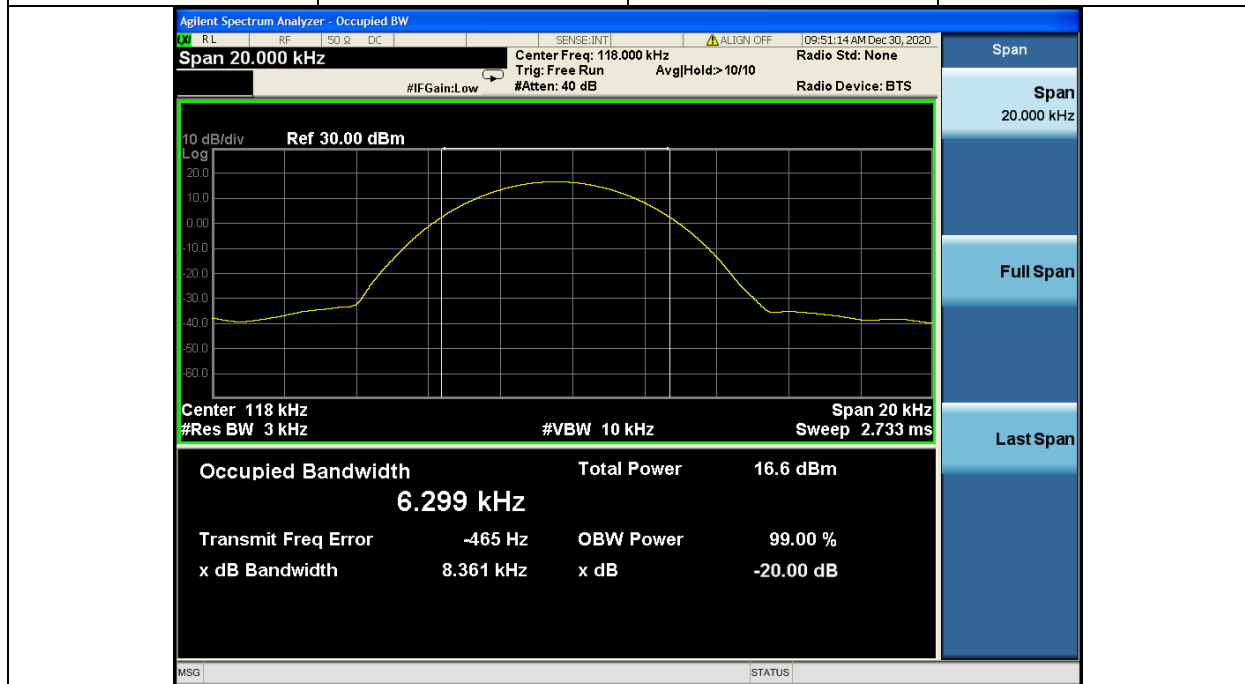 Agilent Spectrum Analyzer - Occupied BW
LXI RL RF 50 Ω DC SENSE:INT ALIGN OFF 09:51:14 AM Dec 30, 2020
Span 20.000 kHz
Center Freq: 118.000 kHz
Radio Std: None
Trig: Free Run Avg|Hold:> 10/10
#IFGain:Low
#Atten: 40 dB
Radio Device: BTS
10 dB/div Ref 30.00 dBm
Log
20.0
10.0
0.00
-10.0
-20.0
-30.0
-40.0
-50.0
-60.0
Center 118 kHz Span 20 kHz
#Res BW 3 kHz #VBW 10 kHz Sweep 2.733 ms
Occupied Bandwidth Total Power 16.6 dBm
6.299 kHz
Transmit Freq Error -465 Hz OBW Power 99.00 %
x dB Bandwidth 8.361 kHz x dB -20.00 dB
MSG STATUS
Span
Span
20.000 kHz
Full Span
Last Span